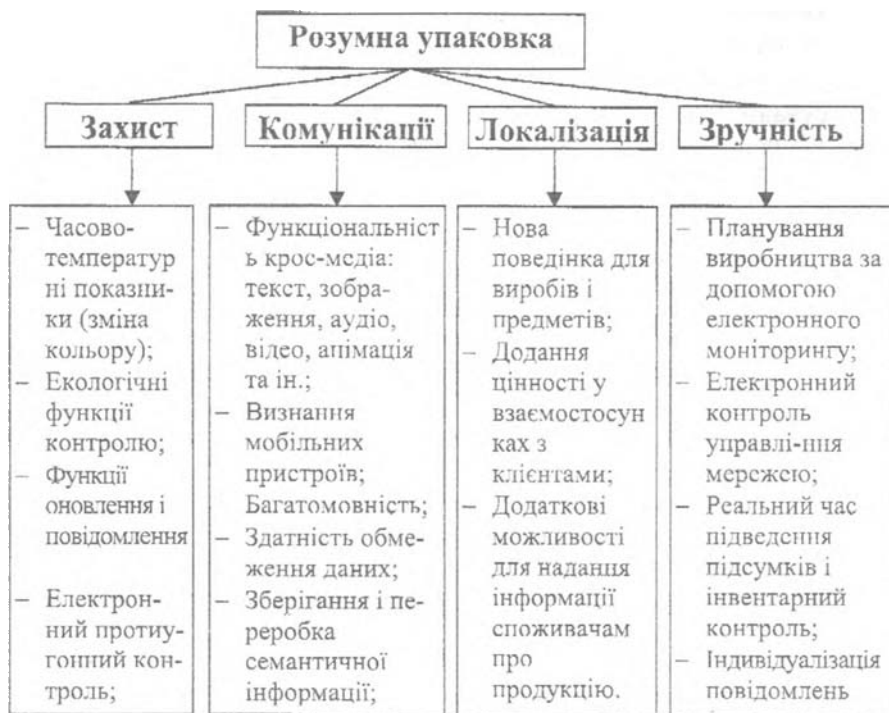 Розумна упаковка
Захист
Комунікації
Локалізація
Зручність
– Часово-
температур
ні показни-
ки (зміна
кольору);
– Екологічні
функції
контролю;
– Функції
оновлення і
повідомлення
– Електрон-
ний протиу-
гонний кон-
троль;
– Функціональніст
ь крос-медіа:
текст, зобра-
ження, аудіо,
відео, анімація
та ін.;
– Визнання
мобільних
пристроїв;
Багатомовність;
– Здатність обме-
ження даних;
– Зберігання і пе-
реробка
семантичної
інформації;
– Нова
поведінка для
виробів і
предметів;
– Додання
цінності у
взаємостосун
ках з
клієнтами;
– Додаткові
можливості
для надання
інформації
споживачам
про
продукцію.
– Планування
виробництва за
допомогою
електронного
моніторингу;
– Електронний
контроль
управлі-ння
мережею;
– Реальний час
підведення
підсумків і
інвентарний
контроль;
– Індивідуалізація
повідомлень